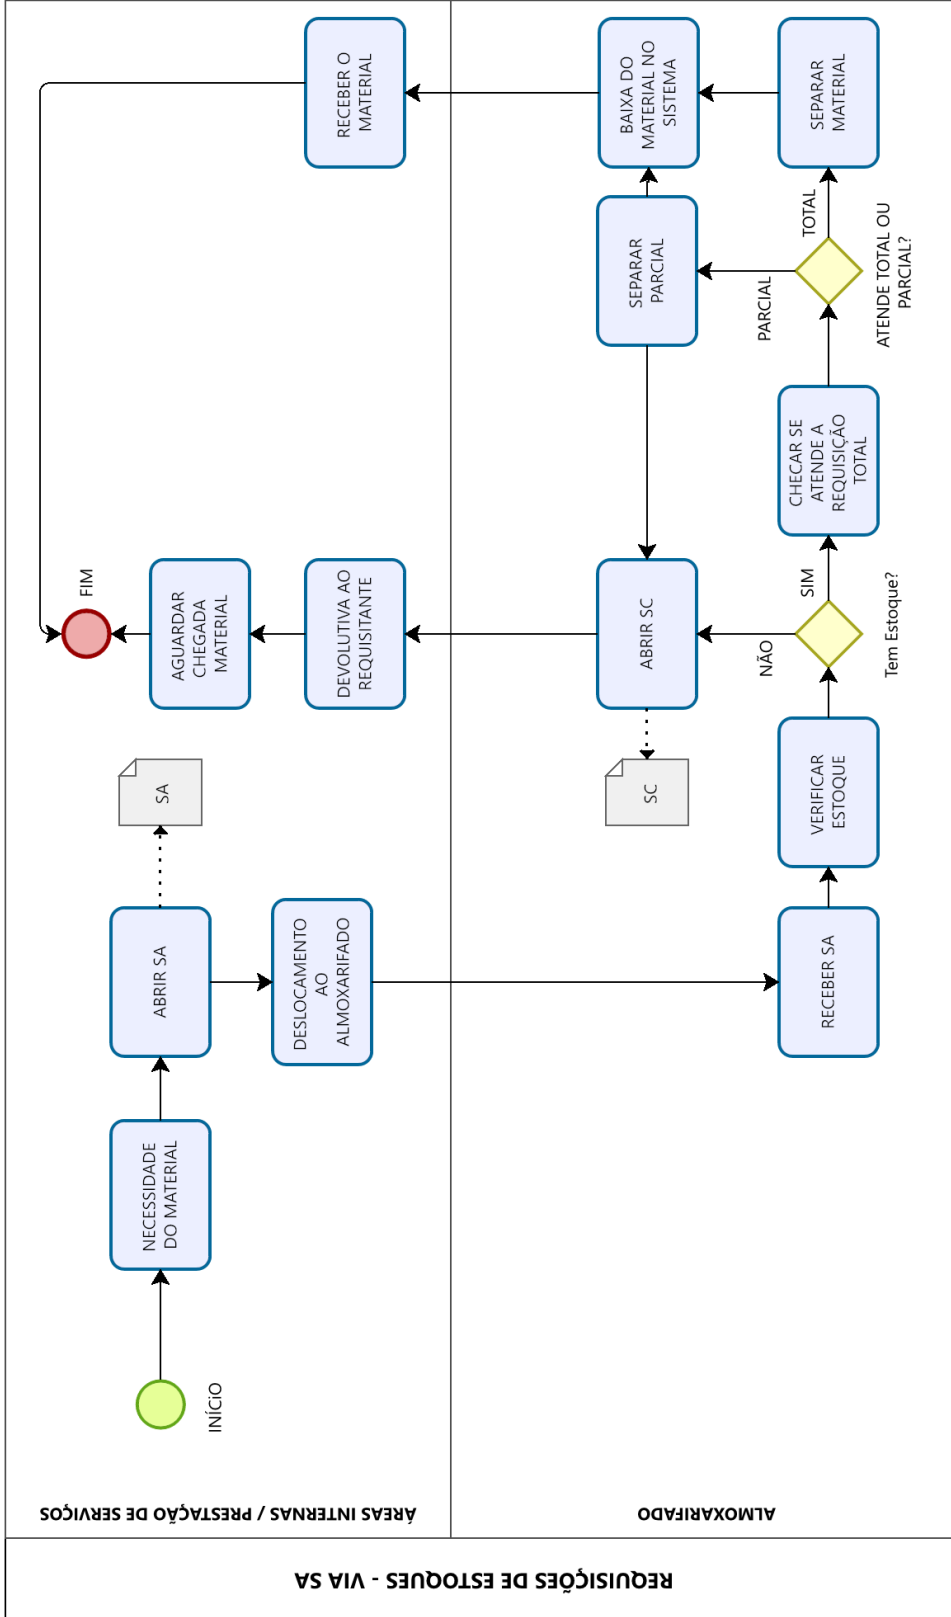 REQUISIÇÕES DE ESTOQUES - VIA SA
ÁREAS INTERNAS / PRESTAÇÃO DE SERVIÇOS
INÍCiO
NECESSIDADE
DO MATERIAL
ABRIR SA
SA
DESLOCAMENTO
AO
ALMOXARIFADO
FIM
AGUARDAR
CHEGADA
MATERIAL
DEVOLUTIVA AO
REQUISITANTE
RECEBER O
MATERIAL
ALMOXARIFADO
RECEBER SA
VERIFICAR
ESTOQUE
Tem Estoque?
NÃO
SIM
ABRIR SC
SC
CHECAR SE
ATENDE A
REQUISIÇÃO
TOTAL
ATENDE TOTAL OU
PARCIAL?
PARCIAL
TOTAL
SEPARAR
PARCIAL
SEPARAR
MATERIAL
BAIXA DO
MATERIAL NO
SISTEMA